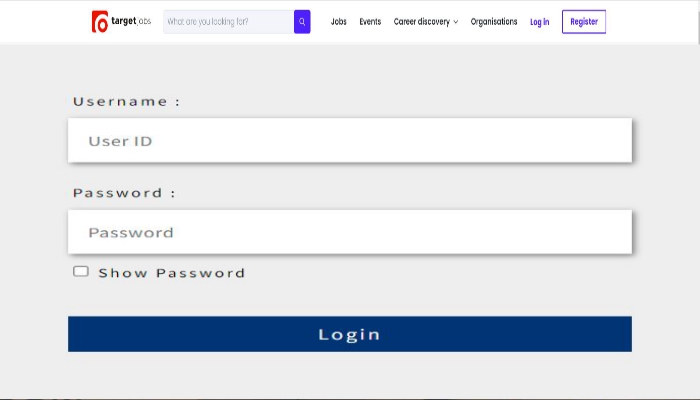 targetjobs What are you looking for? Jobs Events Career discovery Organisations Log in Register
Username :
User ID
Password :
Password
Show Password
Login